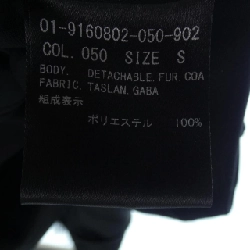 01-9160802-050-902
COL. 050 SIZE S
BODY. DETACHABLE.FUR COA
FABRIC. TASLAN.GABA
組成表示
ポリエステル 100%